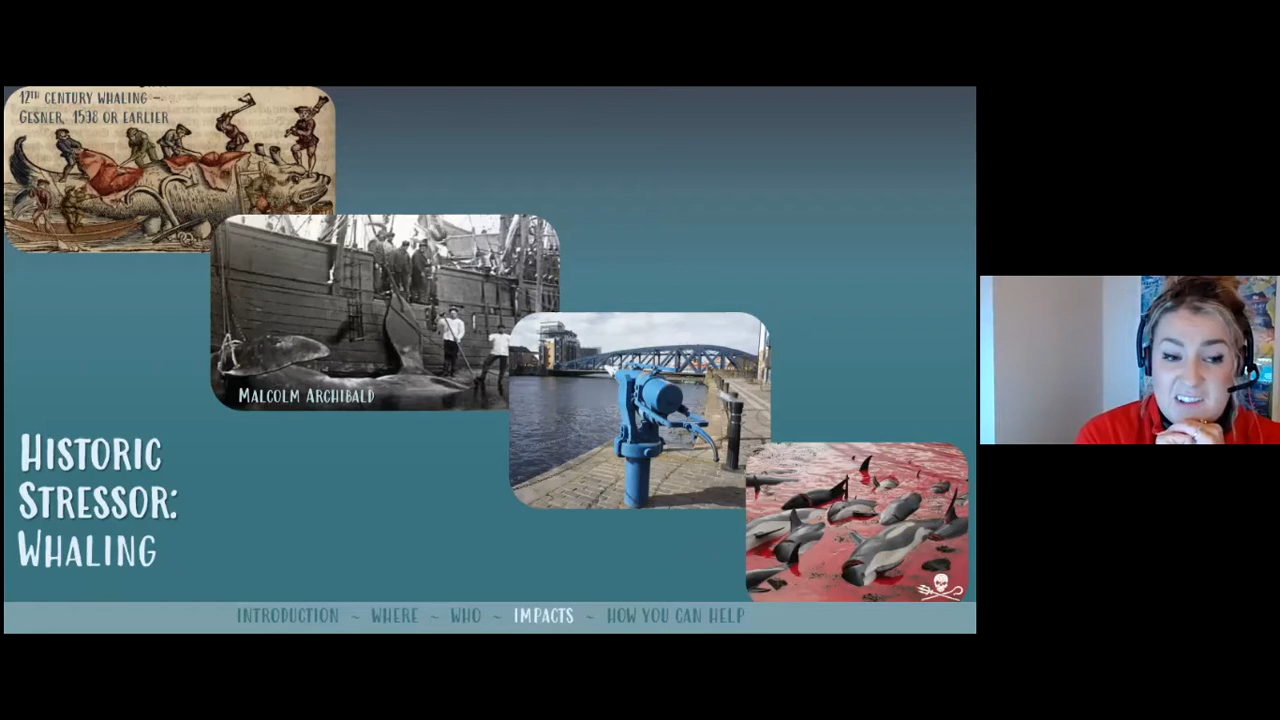 12TH CENTURY WHALING –
GESNER, 1598 OR EARLIER
MALCOLM ARCHIBALD
HISTORIC
STRESSOR:
WHALING
INTRODUCTION ~ WHERE ~ WHO ~ IMPACTS ~ HOW YOU CAN HELP